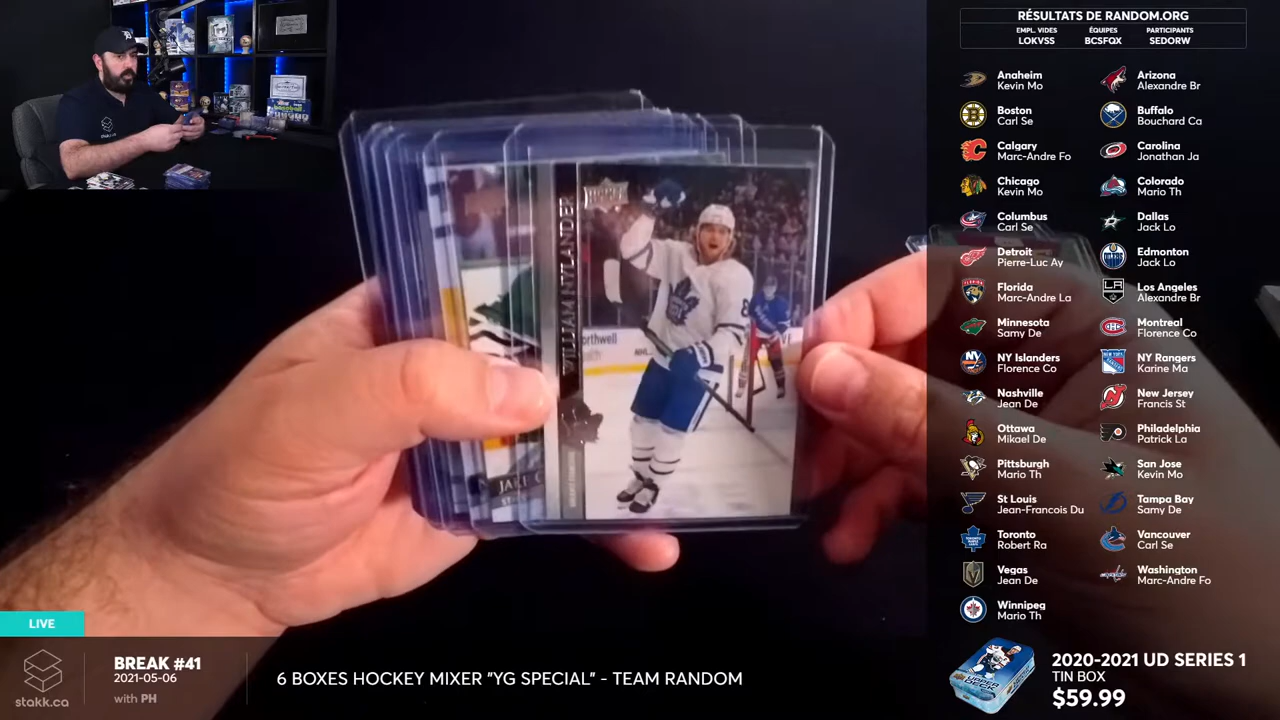 RÉSULTATS DE RANDOM.ORG
EMPL. VIDES
LOKVSS
ÉQUIPES
BCSFQX
PARTICIPANTS
SEDORW
Anaheim
Kevin Mo
Arizona
Alexandre Br
Boston
Carl Se
Buffalo
Bouchard Ca
Calgary
Marc-Andre Fo
Carolina
Jonathan Ja
Chicago
Kevin Mo
Colorado
Mario Th
Columbus
Carl Se
Dallas
Jack Lo
Detroit
Pierre-Luc Ay
Edmonton
Jack Lo
Florida
Marc-Andre La
Los Angeles
Alexandre Br
Minnesota
Samy De
Montreal
Florence Co
NY Islanders
Florence Co
NY Rangers
Karine Ma
Nashville
Jean De
New Jersey
Francis St
Ottawa
Mikael De
Philadelphia
Patrick La
Pittsburgh
Mario Th
San Jose
Kevin Mo
St Louis
Jean-Francois Du
Tampa Bay
Samy De
Toronto
Robert Ra
Vancouver
Carl Se
Vegas
Jean De
Washington
Marc-Andre Fo
Winnipeg
Mario Th
WILLIAM NYLANDER
LIVE
stakk.ca
BREAK #41
2021-05-06
with PH
6 BOXES HOCKEY MIXER "YG SPECIAL" - TEAM RANDOM
2020-2021 UD SERIES 1
TIN BOX
$59.99